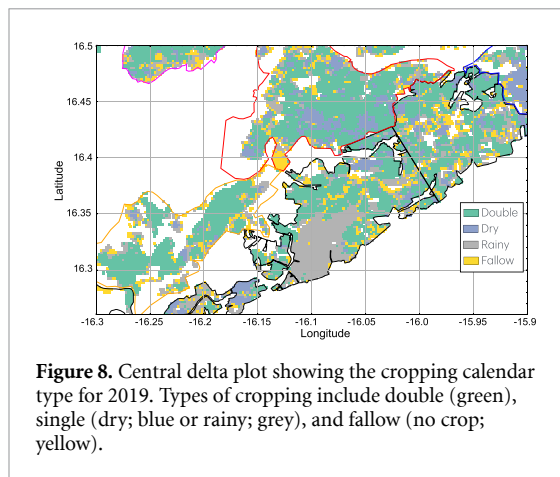 16.5
16.45
16.4
16.35
16.3
Latitude
Double
Dry
Rainy
Fallow
-16.3 -16.25 -16.2 -16.15 -16.1 -16.05 -16.0 -15.95 -15.9
Longitude
Figure 8. Central delta plot showing the cropping calendar
type for 2019. Types of cropping include double (green),
single (dry; blue or rainy; grey), and fallow (no crop;
yellow).